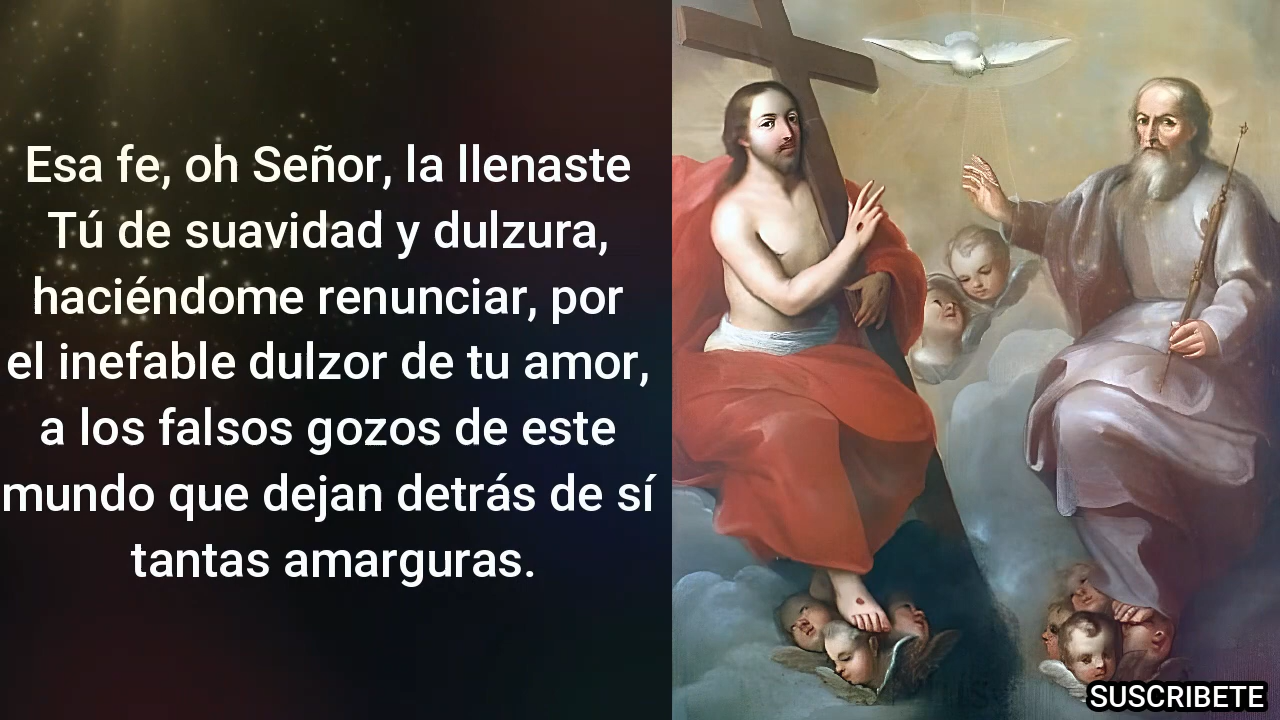 Esa fe, oh Señor, la llenaste
Tú de suavidad y dulzura,
haciéndome renunciar, por
el inefable dulzor de tu amor,
a los falsos gozos de este
mundo que dejan detrás de sí
tantas amarguras.
SUSCRIBETE